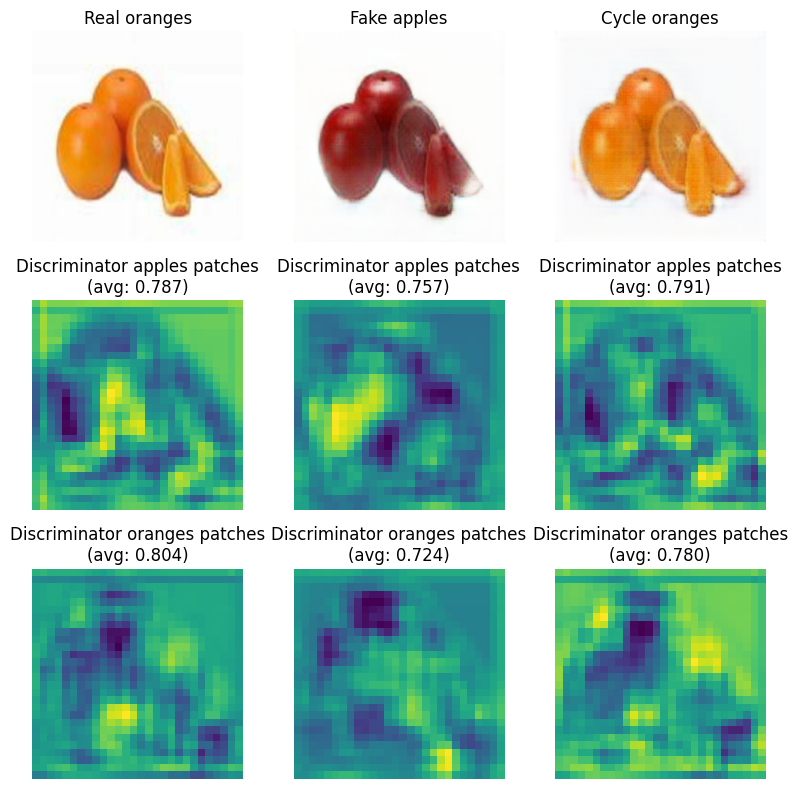 Real oranges
Fake apples
Cycle oranges
Discriminator apples patches
(avg: 0.787)
Discriminator apples patches
(avg: 0.757)
Discriminator apples patches
(avg: 0.791)
Discriminator oranges patches
(avg: 0.804)
Discriminator oranges patches
(avg: 0.724)
Discriminator oranges patches
(avg: 0.780)